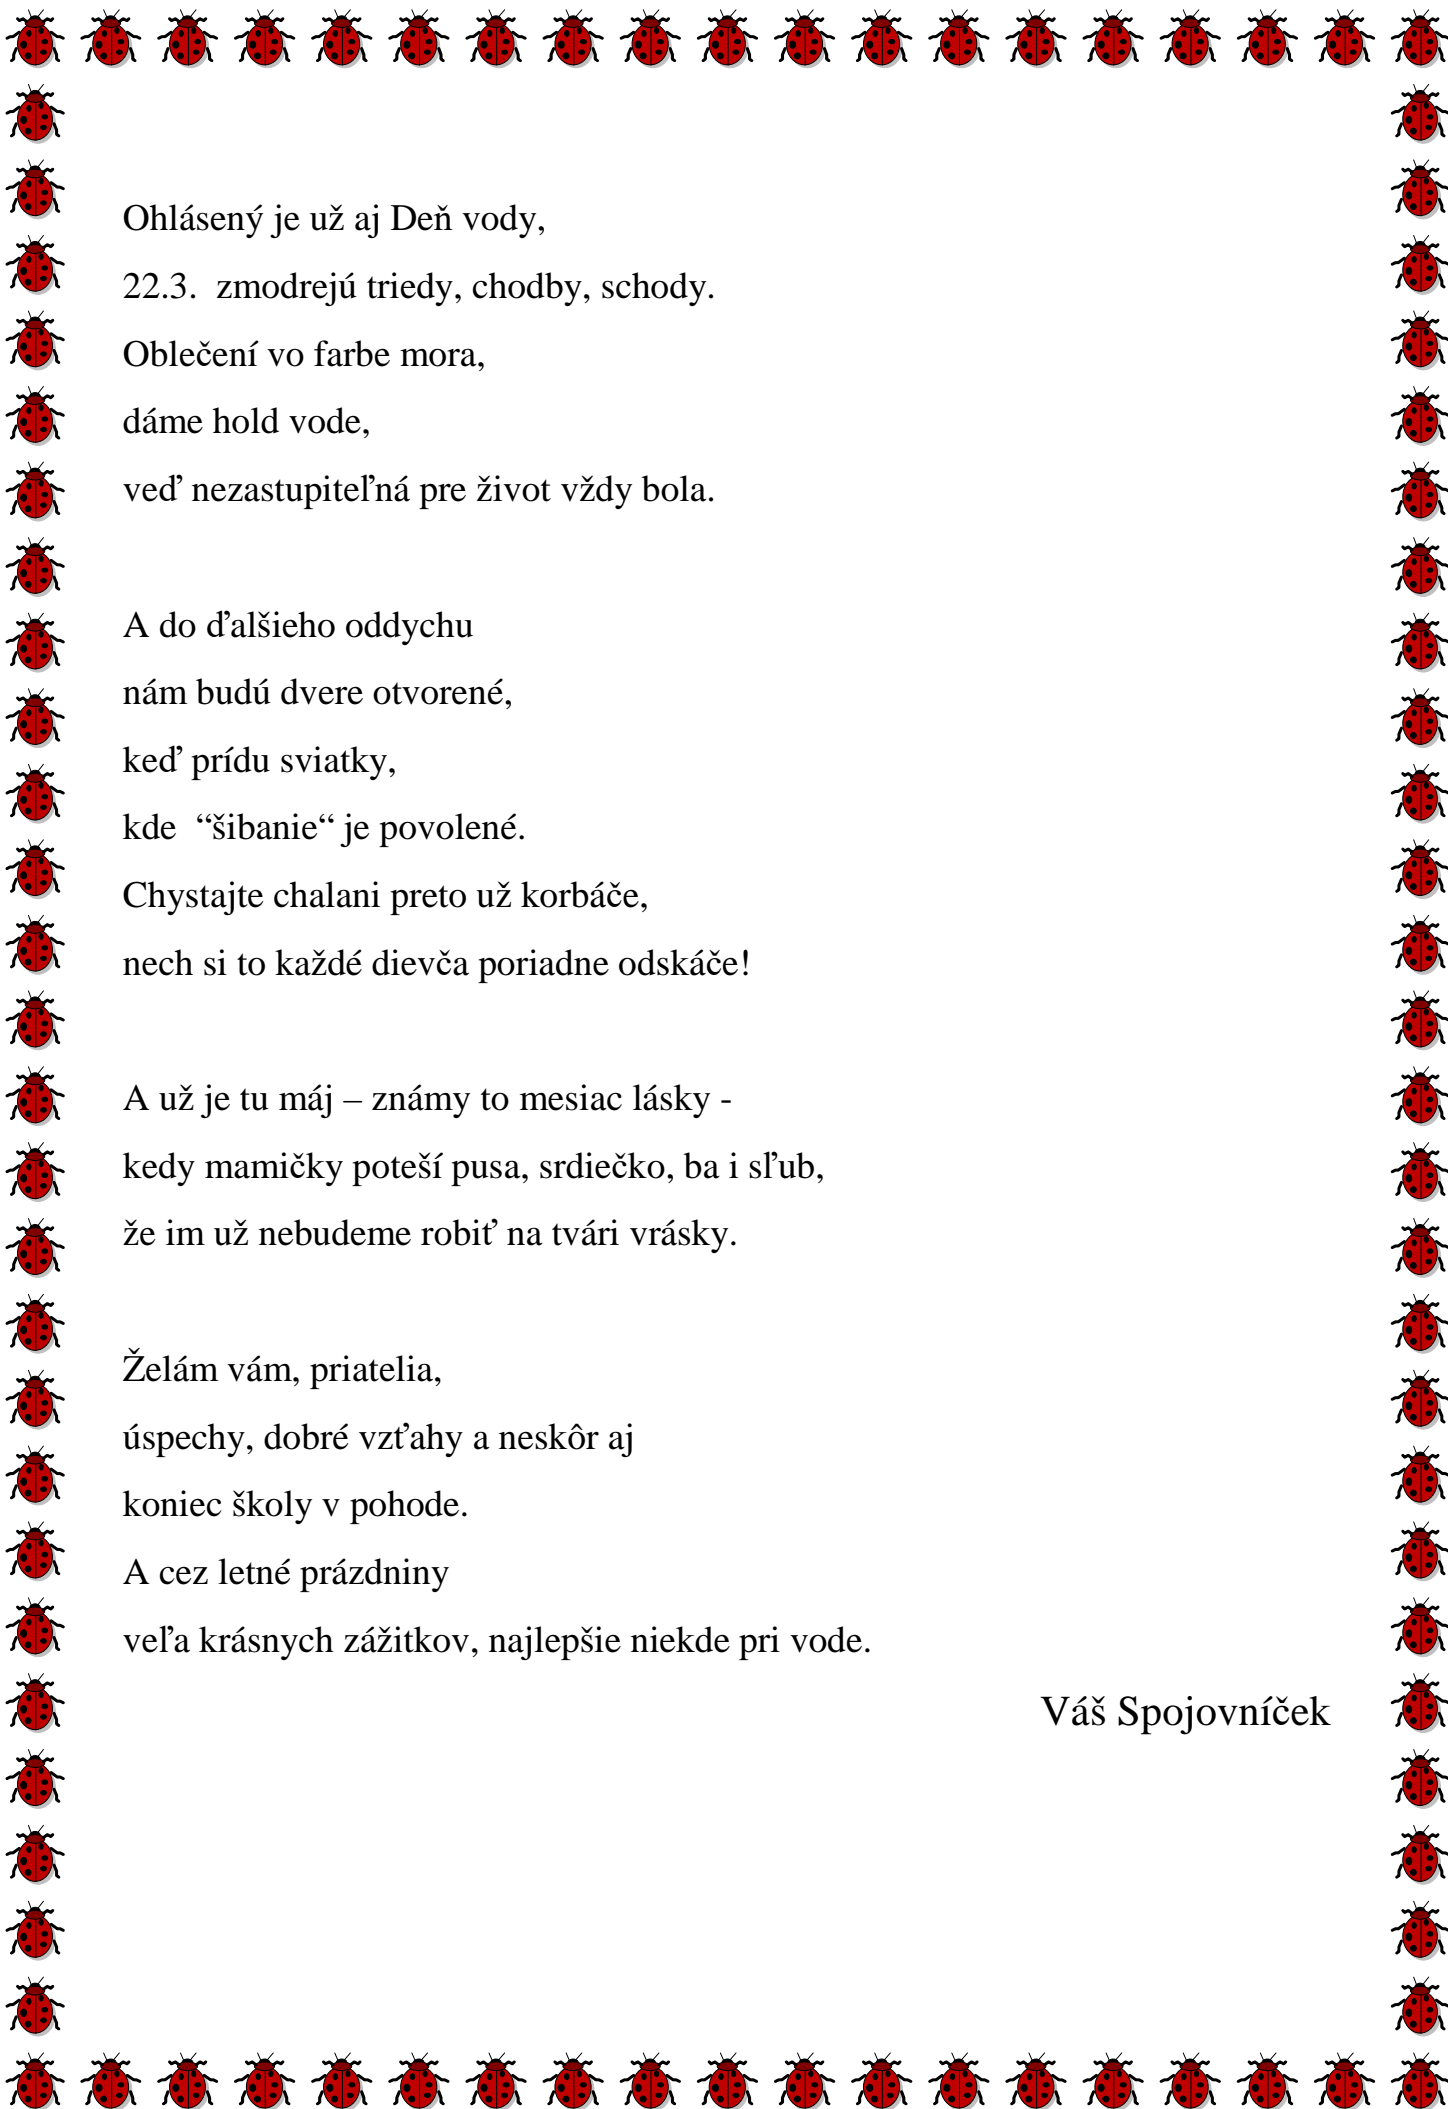 Ohlásený je už aj Deň vody,
22.3.  zmodrejú triedy, chodby, schody.
Oblečení vo farbe mora,
dáme hold vode,
veď nezastupiteľná pre život vždy bola.
A do ďalšieho oddychu
nám budú dvere otvorené,
keď prídu sviatky,
kde  “šibanie“ je povolené.
Chystajte chalani preto už korbáče,
nech si to každé dievča poriadne odskáče!
A už je tu máj – známy to mesiac lásky -
kedy mamičky poteší pusa, srdiečko, ba i sľub,
že im už nebudeme robiť na tvári vrásky.
Želám vám, priatelia,
úspechy, dobré vzťahy a neskôr aj
koniec školy v pohode.
A cez letné prázdniny
veľa krásnych zážitkov, najlepšie niekde pri vode.
Váš Spojovníček